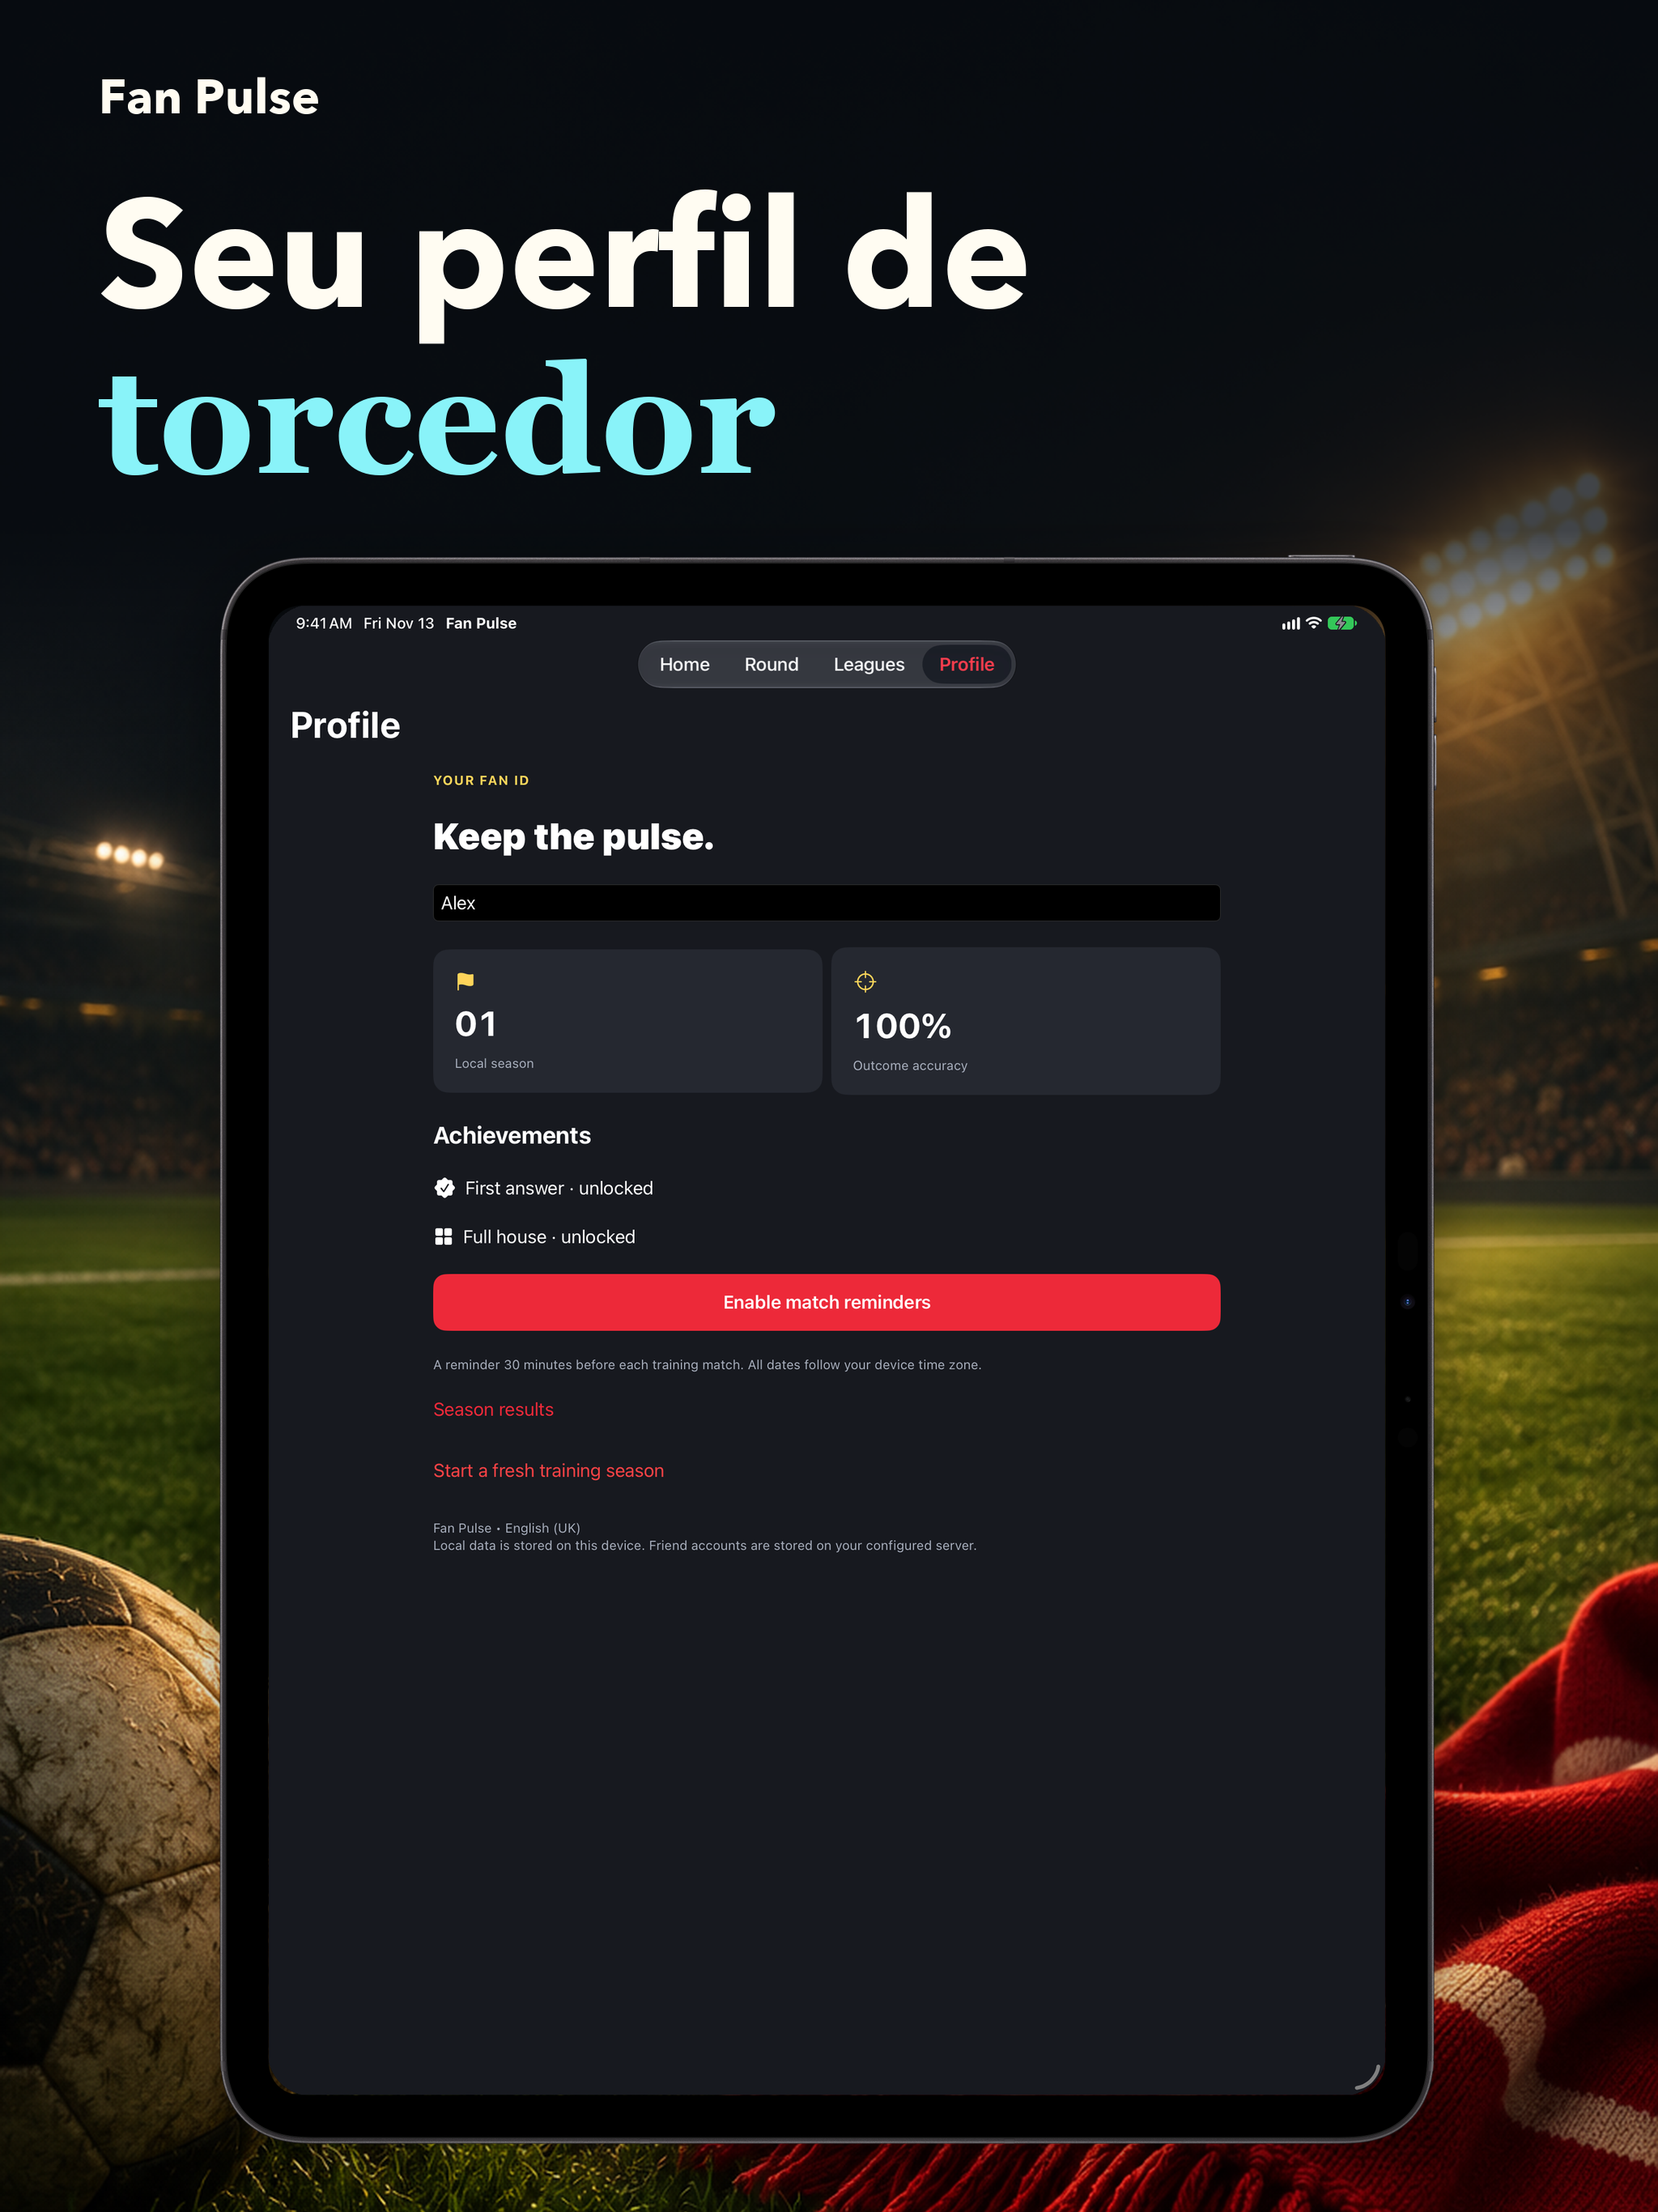 Fan Pulse
Seu perfil de
torcedor
9:41 AM Fri Nov 13 Fan Pulse
Home Round Leagues Profile
Profile
YOUR FAN ID
Keep the pulse.
Alex
01 100%
Local season Outcome accuracy
Achievements
First answer · unlocked
Full house · unlocked
Enable match reminders
A reminder 30 minutes before each training match. All dates follow your device time zone.
Season results
Start a fresh training season
Fan Pulse • English (UK)
Local data is stored on this device. Friend accounts are stored on your configured server.